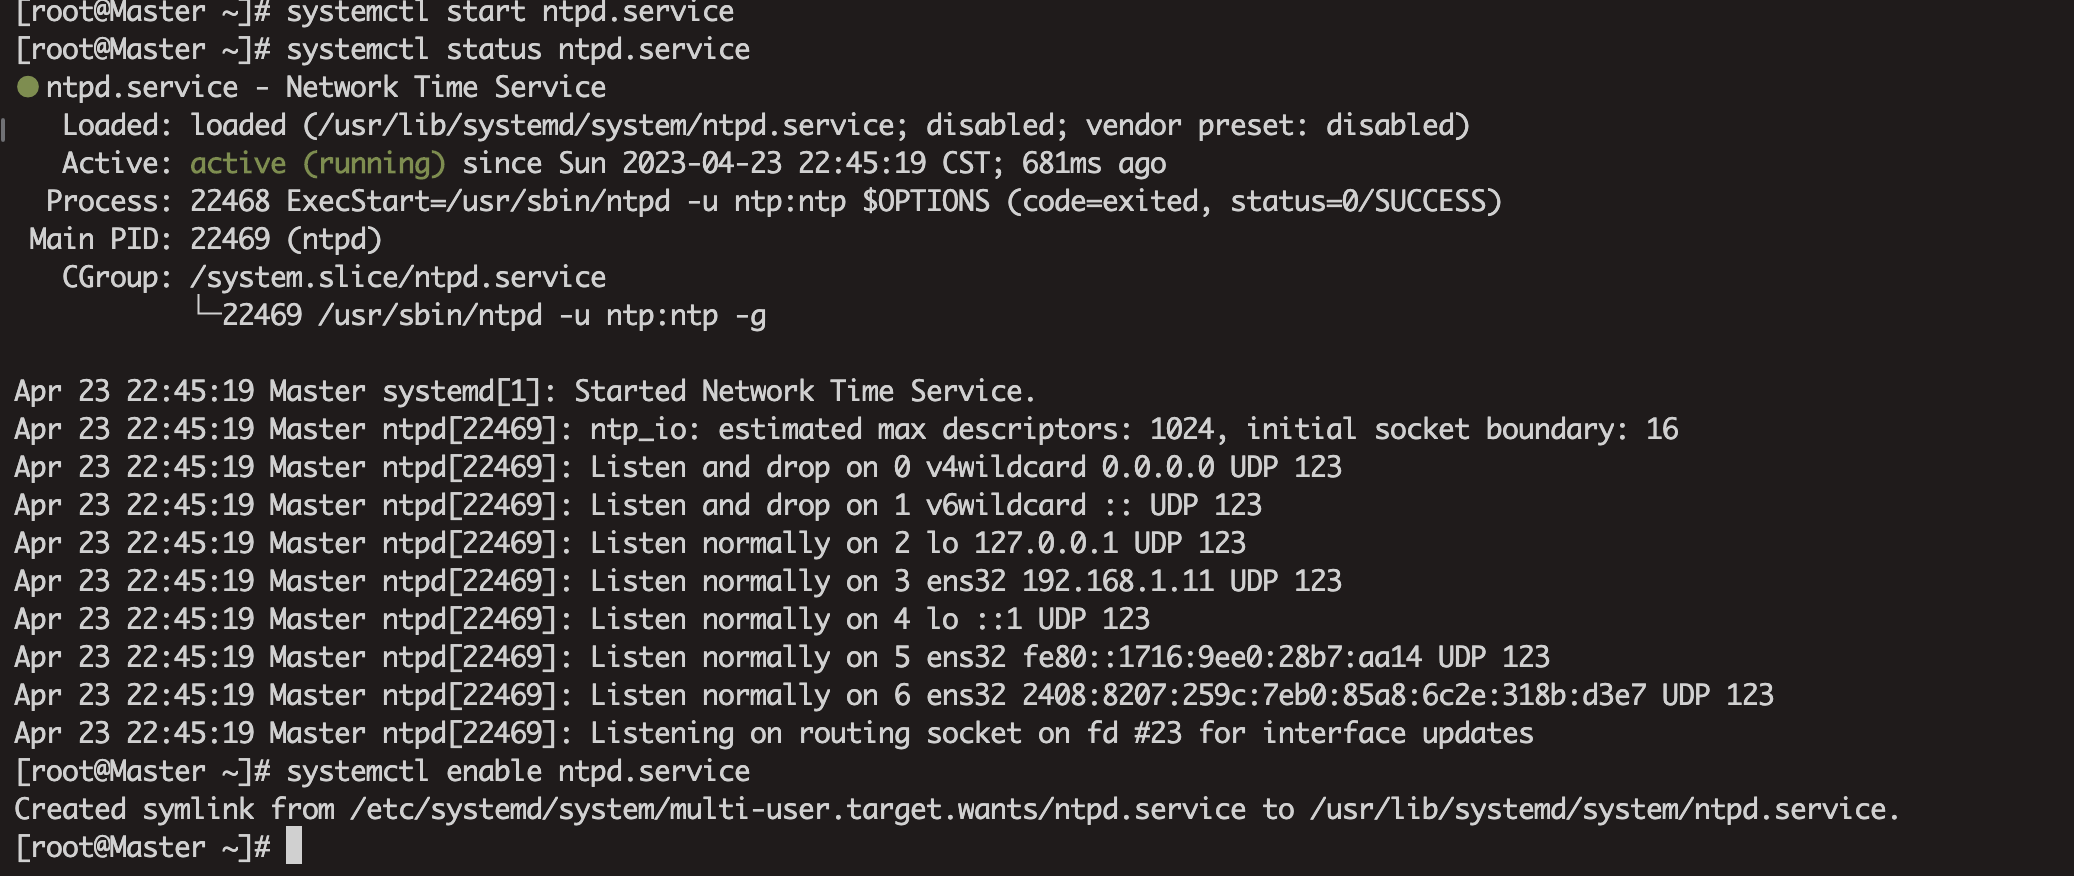 [root@Master ~]# systemctl start ntpd.service
[root@Master ~]# systemctl status ntpd.service
● ntpd.service - Network Time Service
   Loaded: loaded (/usr/lib/systemd/system/ntpd.service; disabled; vendor preset: disabled)
   Active: active (running) since Sun 2023-04-23 22:45:19 CST; 681ms ago
  Process: 22468 ExecStart=/usr/sbin/ntpd -u ntp:ntp $OPTIONS (code=exited, status=0/SUCCESS)
 Main PID: 22469 (ntpd)
   CGroup: /system.slice/ntpd.service
           └─22469 /usr/sbin/ntpd -u ntp:ntp -g
Apr 23 22:45:19 Master systemd[1]: Started Network Time Service.
Apr 23 22:45:19 Master ntpd[22469]: ntp_io: estimated max descriptors: 1024, initial socket boundary: 16
Apr 23 22:45:19 Master ntpd[22469]: Listen and drop on 0 v4wildcard 0.0.0.0 UDP 123
Apr 23 22:45:19 Master ntpd[22469]: Listen and drop on 1 v6wildcard :: UDP 123
Apr 23 22:45:19 Master ntpd[22469]: Listen normally on 2 lo 127.0.0.1 UDP 123
Apr 23 22:45:19 Master ntpd[22469]: Listen normally on 3 ens32 192.168.1.11 UDP 123
Apr 23 22:45:19 Master ntpd[22469]: Listen normally on 4 lo ::1 UDP 123
Apr 23 22:45:19 Master ntpd[22469]: Listen normally on 5 ens32 fe80::1716:9ee0:28b7:aa14 UDP 123
Apr 23 22:45:19 Master ntpd[22469]: Listen normally on 6 ens32 2408:8207:259c:7eb0:85a8:6c2e:318b:d3e7 UDP 123
Apr 23 22:45:19 Master ntpd[22469]: Listening on routing socket on fd #23 for interface updates
[root@Master ~]# systemctl enable ntpd.service
Created symlink from /etc/systemd/system/multi-user.target.wants/ntpd.service to /usr/lib/systemd/system/ntpd.service.
[root@Master ~]#